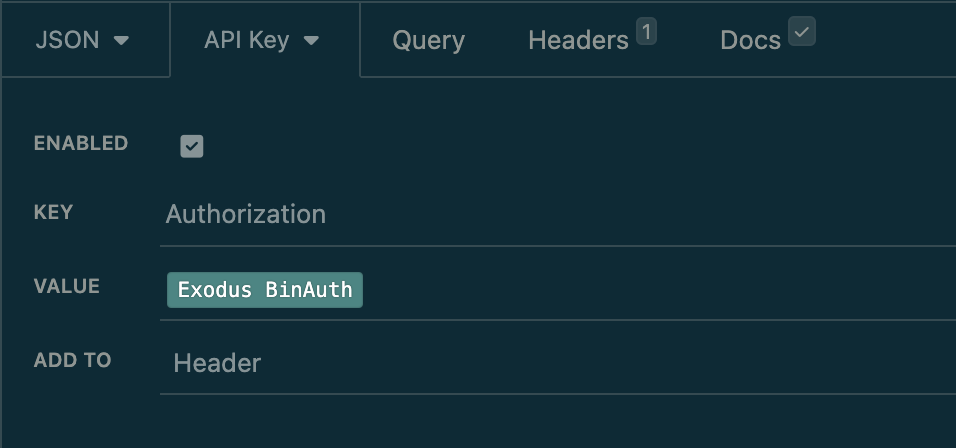 JSON API Key Query Headers 1 Docs
ENABLED
KEY Authorization
VALUE Exodus BinAuth
ADD TO Header